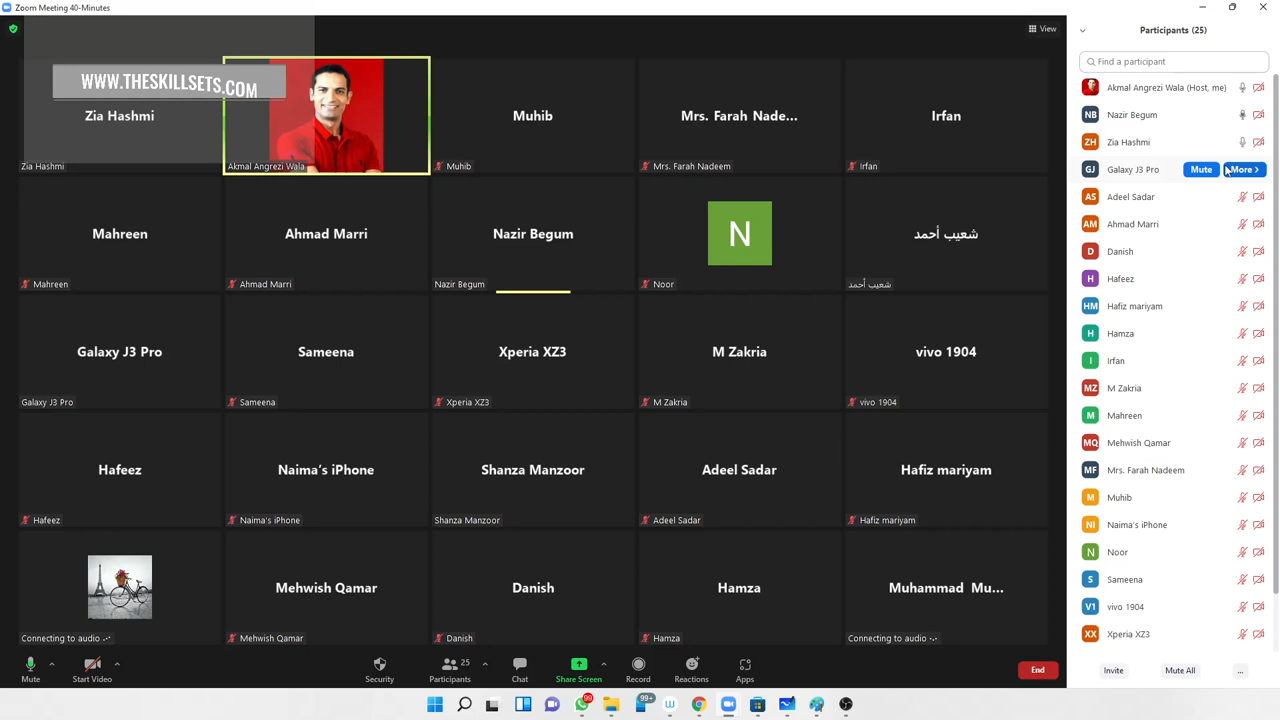 Zoom Meeting 40-Minutes
View
WWW.THESKILLSETS.COM
Zia Hashmi
Zia Hashmi
Akmal Angrezi Wala
Muhib
Muhib
Mrs. Farah Nade...
Mrs. Farah Nadeem
Irfan
Irfan
Mahreen
Mahreen
Ahmad Marri
Ahmad Marri
Nazir Begum
Nazir Begum
N
Noor
شعيب أحمد
شعيب أحمد
Galaxy J3 Pro
Galaxy J3 Pro
Sameena
Sameena
Xperia XZ3
Xperia XZ3
M Zakria
M Zakria
vivo 1904
vivo 1904
Hafeez
Hafeez
Naima's iPhone
Naima's iPhone
Shanza Manzoor
Shanza Manzoor
Adeel Sadar
Adeel Sadar
Hafiz mariyam
Hafiz mariyam
Connecting to audio
Mehwish Qamar
Mehwish Qamar
Danish
Danish
Hamza
Hamza
Muhammad Mu...
Connecting to audio
Participants (25)
Find a participant
Akmal Angrezi Wala (Host, me)
NB Nazir Begum
ZH Zia Hashmi
GJ Galaxy J3 Pro Mute More >
AS Adeel Sadar
AM Ahmad Marri
D Danish
H Hafeez
HM Hafiz mariyam
H Hamza
I Irfan
MZ M Zakria
M Mahreen
MQ Mehwish Qamar
MF Mrs. Farah Nadeem
M Muhib
NI Naima's iPhone
N Noor
S Sameena
V1 vivo 1904
XX Xperia XZ3
Invite Mute All ...
Mute
Start Video
Security
Participants 25
Chat
Share Screen
Record
Reactions
Apps
End
99
99+